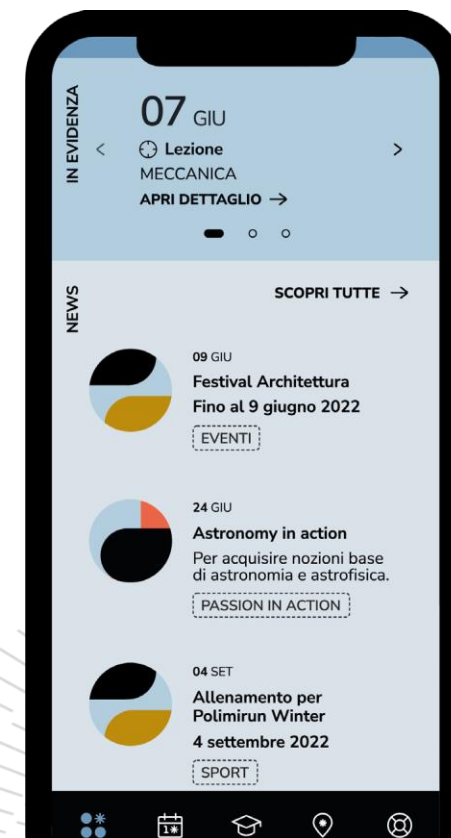 IN EVIDENZA
07 GIU
Lezione
MECCANICA
APRI DETTAGLIO →
NEWS
SCOPRI TUTTE →
09 GIU
Festival Architettura
Fino al 9 giugno 2022
EVENTI
24 GIU
Astronomy in action
Per acquisire nozioni base
di astronomia e astrofisica.
PASSION IN ACTION
04 SET
Allenamento per
Polimirun Winter
4 settembre 2022
SPORT
1*